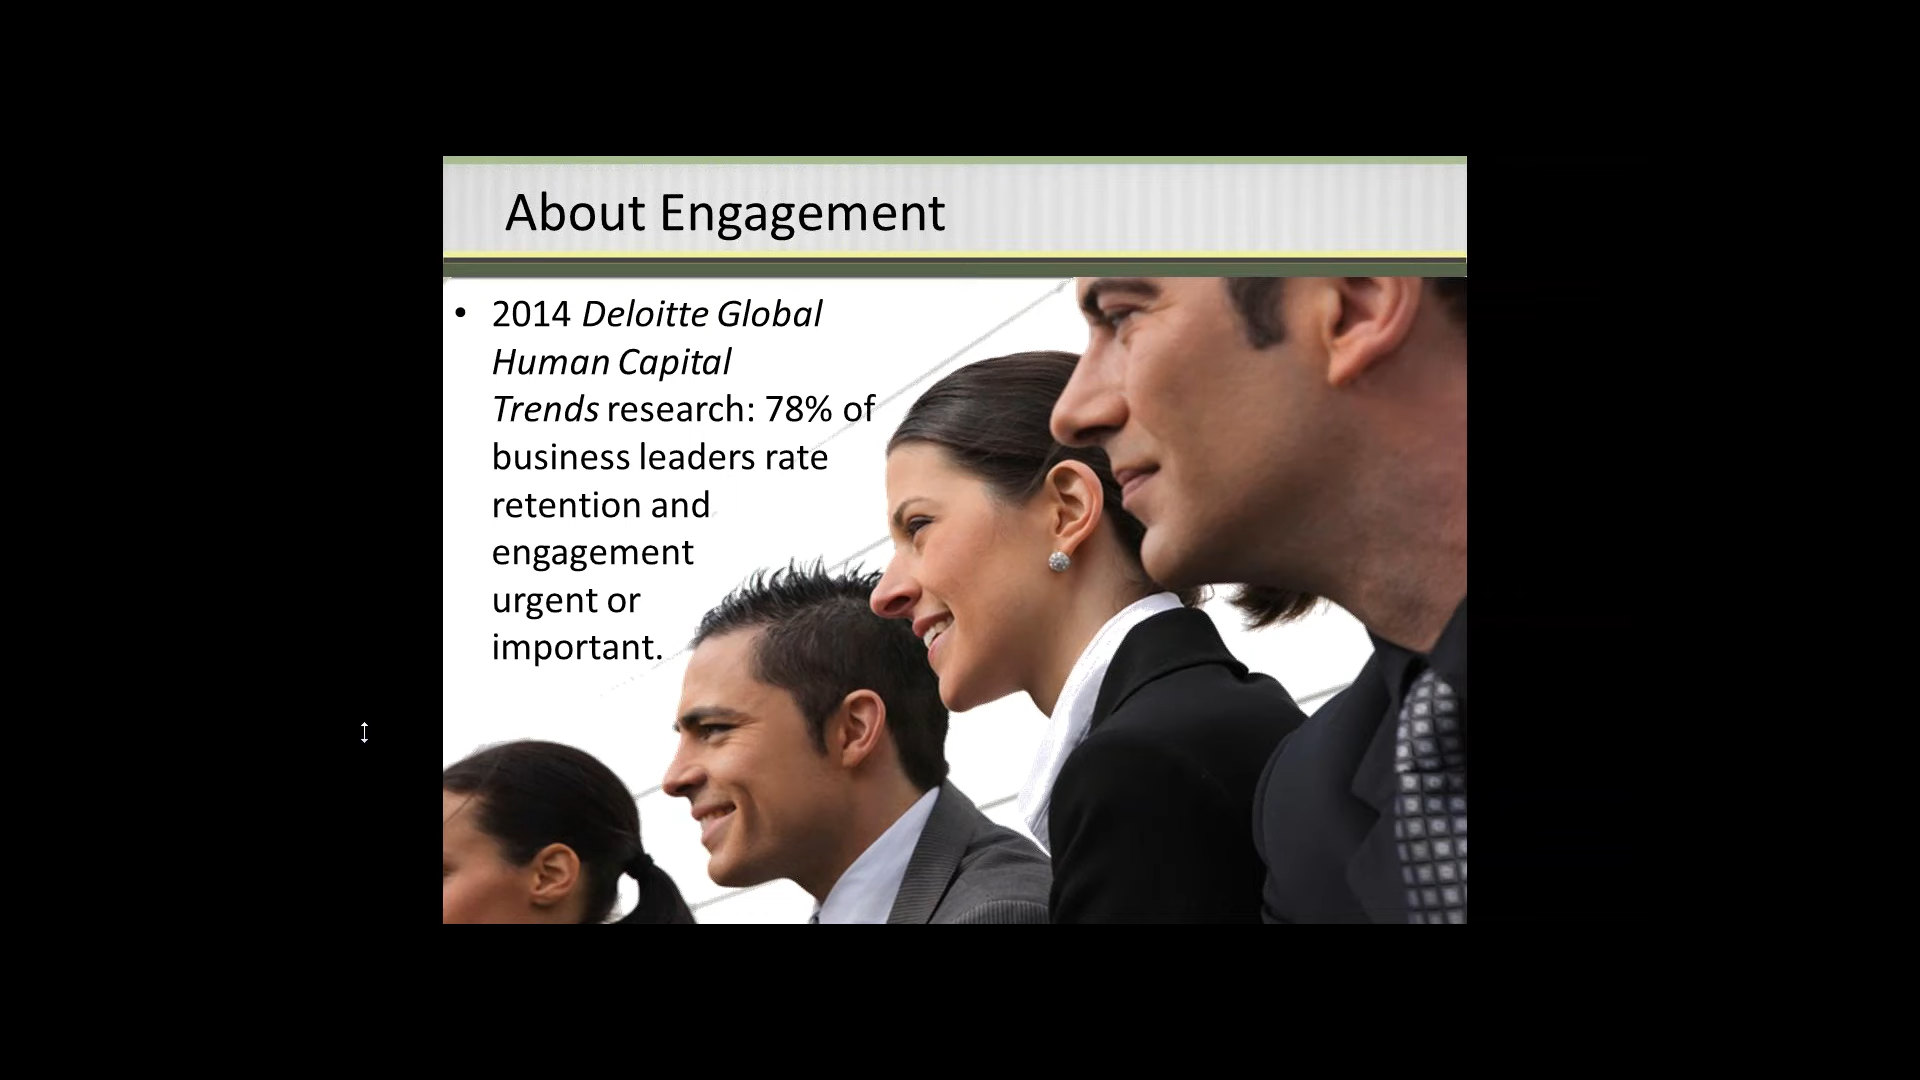 About Engagement
• 2014 Deloitte Global
Human Capital
Trends research: 78% of
business leaders rate
retention and
engagement
urgent or
important.